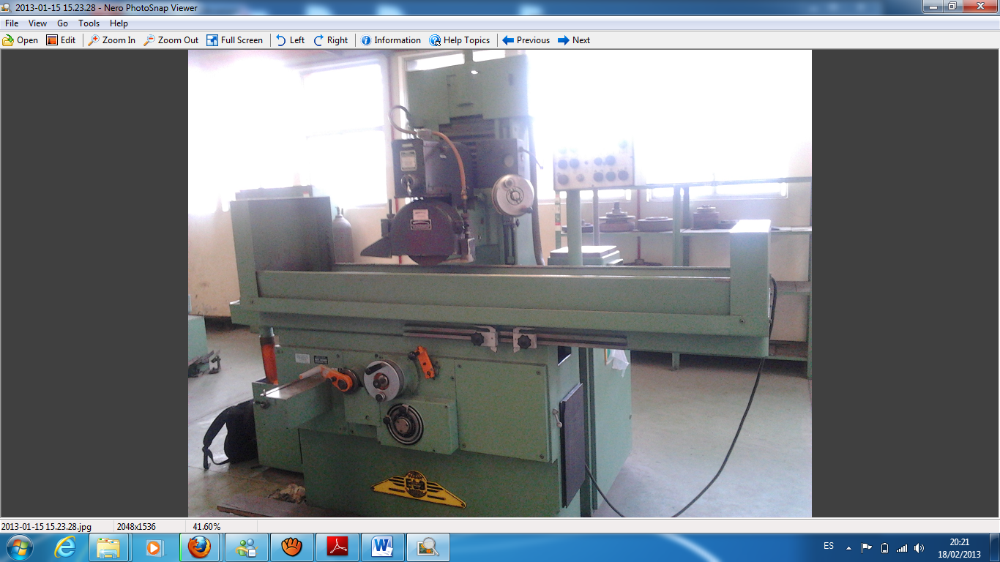 2013-01-15 15.23.28 - Nero PhotoSnap Viewer
File View Go Tools Help
Open Edit Zoom In Zoom Out Full Screen Left Right Information Help Topics Previous Next
2013-01-15 15.23.28.jpg 2048x1536 41.60%
ES 20:21
18/02/2013